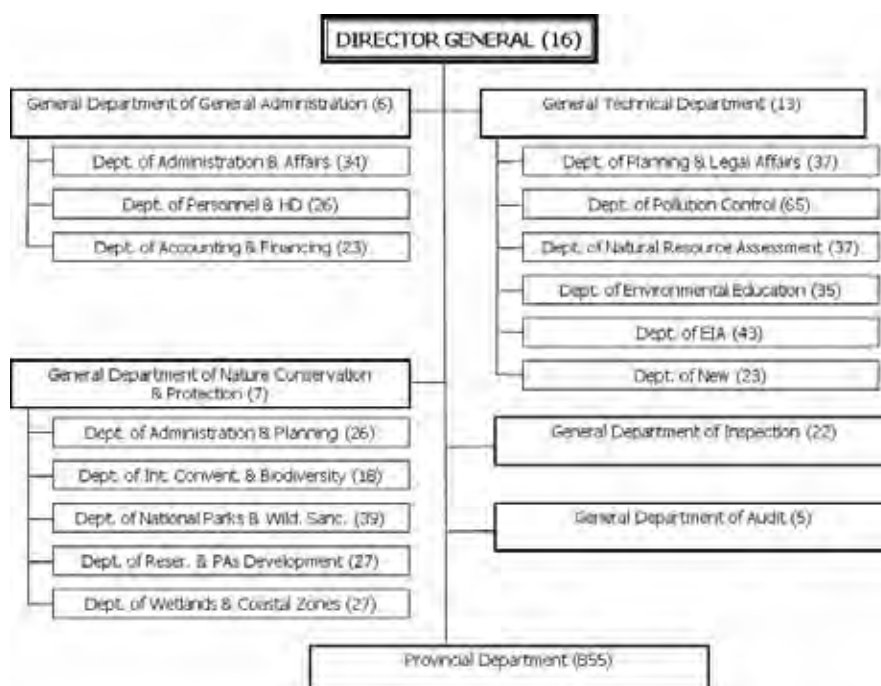 DIRECTOR GENERAL (16)
General Department of General Administration (6)
Dept. of Administration & Affairs (34)
Dept. of Personnel & HD (26)
Dept. of Accounting & Financing (23)
General Technical Department (13)
Dept. of Planning & Legal Affairs (37)
Dept. of Pollution Control (65)
Dept. of Natural Resource Assessment (37)
Dept. of Environmental Education (35)
Dept. of EIA (43)
Dept. of New (23)
General Department of Nature Conservation
& Protection (7)
Dept. of Administration & Planning (26)
Dept. of Int. Convent. & Biodiversity (18)
Dept. of National Parks & Wild. Sanc. (39)
Dept. of Reser. & PAs Development (27)
Dept. of Wetlands & Coastal Zones (27)
General Department of Inspection (22)
General Department of Audit (5)
Provincial Department (855)